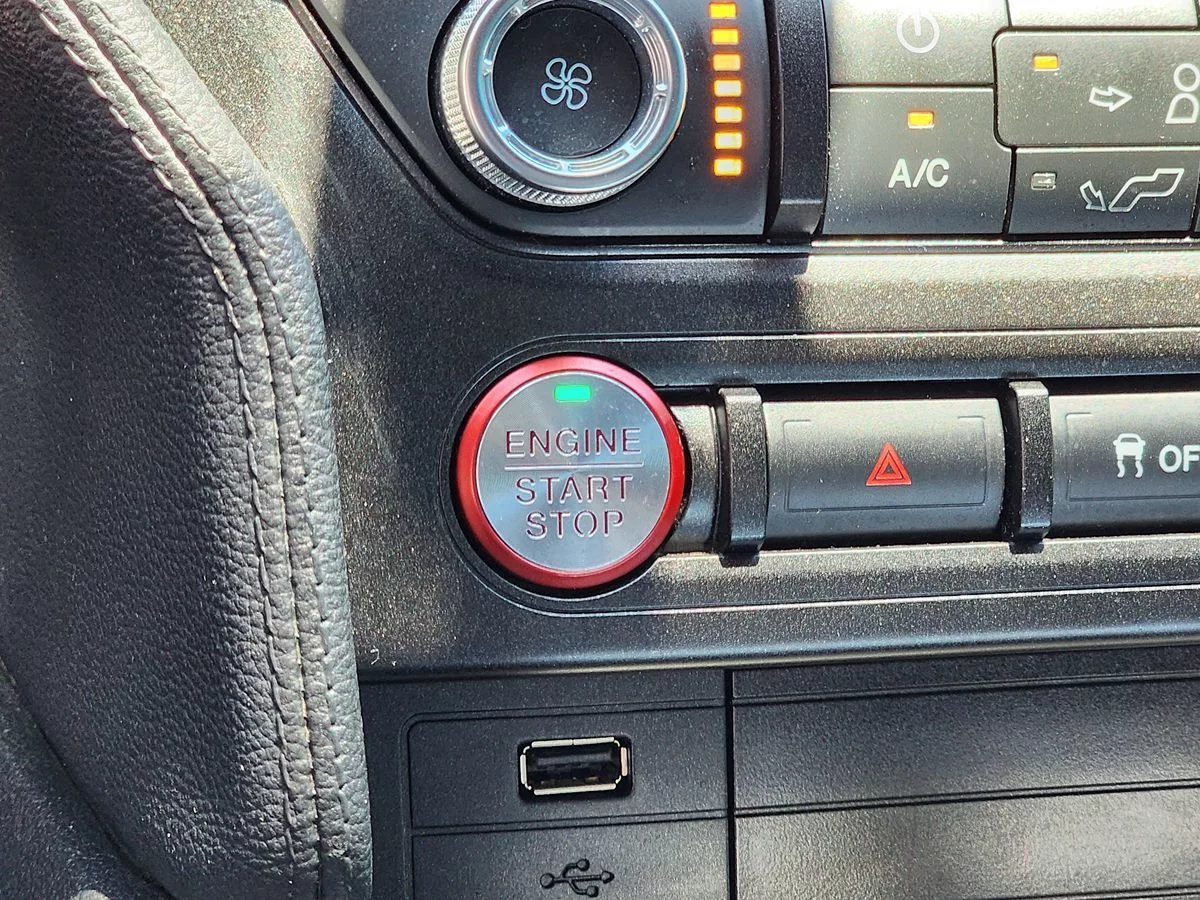 A/C
ENGINE
START
STOP
OF